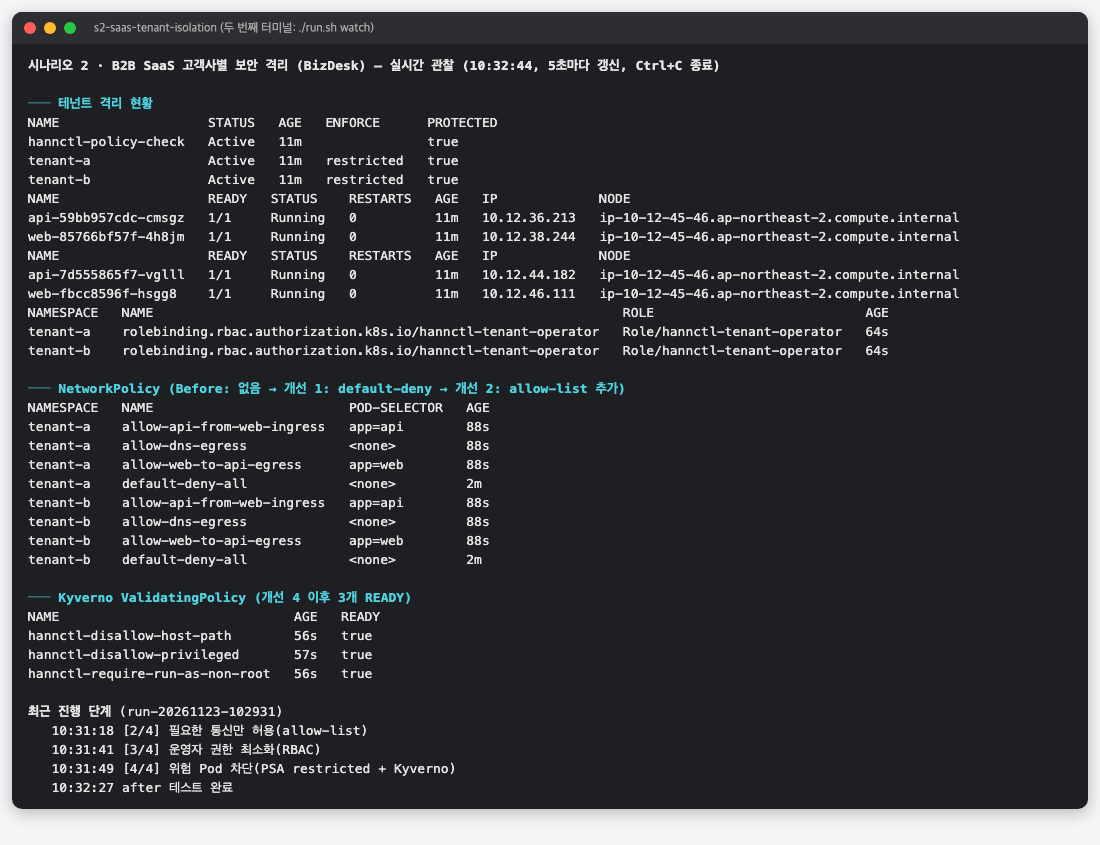 s2-saas-tenant-isolation (두 번째 터미널: ./run.sh watch)
시나리오 2 · B2B SaaS 고객사별 보안 격리 (BizDesk) — 실시간 관찰 (10:32:44, 5초마다 갱신, Ctrl+C 종료)
─── 테넌트 격리 현황
NAME STATUS AGE ENFORCE PROTECTED
hannctl-policy-check Active 11m true
tenant-a Active 11m restricted true
tenant-b Active 11m restricted true
NAME READY STATUS RESTARTS AGE IP NODE
api-59bb957cdc-cmsgz 1/1 Running 0 11m 10.12.36.213 ip-10-12-45-46.ap-northeast-2.compute.internal
web-85766bf57f-4h8jm 1/1 Running 0 11m 10.12.38.244 ip-10-12-45-46.ap-northeast-2.compute.internal
NAME READY STATUS RESTARTS AGE IP NODE
api-7d555865f7-vglll 1/1 Running 0 11m 10.12.44.182 ip-10-12-45-46.ap-northeast-2.compute.internal
web-fbcc8596f-hsgg8 1/1 Running 0 11m 10.12.46.111 ip-10-12-45-46.ap-northeast-2.compute.internal
NAMESPACE NAME ROLE AGE
tenant-a rolebinding.rbac.authorization.k8s.io/hannctl-tenant-operator Role/hannctl-tenant-operator 64s
tenant-b rolebinding.rbac.authorization.k8s.io/hannctl-tenant-operator Role/hannctl-tenant-operator 64s
─── NetworkPolicy (Before: 없음 → 개선 1: default-deny → 개선 2: allow-list 추가)
NAMESPACE NAME POD-SELECTOR AGE
tenant-a allow-api-from-web-ingress app=api 88s
tenant-a allow-dns-egress <none> 88s
tenant-a allow-web-to-api-egress app=web 88s
tenant-a default-deny-all <none> 2m
tenant-b allow-api-from-web-ingress app=api 88s
tenant-b allow-dns-egress <none> 88s
tenant-b allow-web-to-api-egress app=web 88s
tenant-b default-deny-all <none> 2m
─── Kyverno ValidatingPolicy (개선 4 이후 3개 READY)
NAME AGE READY
hannctl-disallow-host-path 56s true
hannctl-disallow-privileged 57s true
hannctl-require-run-as-non-root 56s true
최근 진행 단계 (run-20261123-102931)
10:31:18 [2/4] 필요한 통신만 허용(allow-list)
10:31:41 [3/4] 운영자 권한 최소화(RBAC)
10:31:49 [4/4] 위험 Pod 차단(PSA restricted + Kyverno)
10:32:27 after 테스트 완료